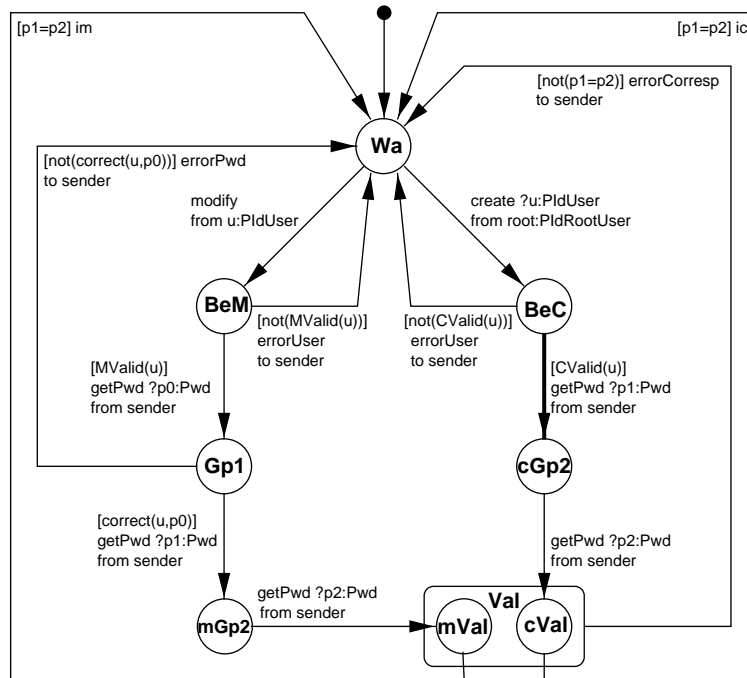 [p1=p2] im
[p1=p2] ic
[not(p1=p2)] errorCorresp
to sender
Wa
[not(correct(u,p0))] errorPwd
to sender
modify
from u:PIdUser
create ?u:PIdUser
from root:PIdRootUser
BeM
BeC
[not(MValid(u))]
errorUser
to sender
[not(CValid(u))]
errorUser
to sender
[MValid(u)]
getPwd ?p0:Pwd
from sender
[CValid(u)]
getPwd ?p1:Pwd
from sender
Gp1
cGp2
[correct(u,p0)]
getPwd ?p1:Pwd
from sender
getPwd ?p2:Pwd
from sender
getPwd ?p2:Pwd
from sender
Val
mGp2
mVal
cVal